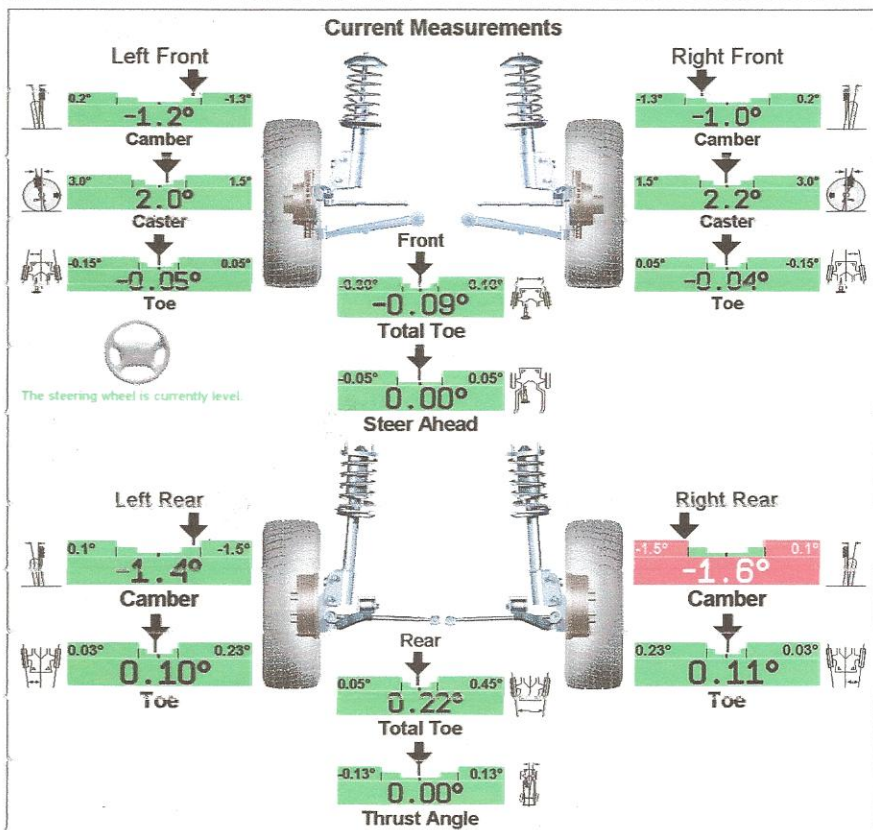 Current Measurements
Left Front
Right Front
0.2° -1.3°
-1.2°
Camber
-1.3° 0.2°
-1.0°
Camber
3.0° 1.5°
2.0°
Caster
1.5° 3.0°
2.2°
Caster
-0.15° 0.05°
-0.05°
Toe
0.05° -0.15°
-0.04°
Toe
Front
0.10°
-0.09°
Total Toe
-0.05° 0.05°
0.00°
Steer Ahead
The steering wheel is currently level.
Left Rear
Right Rear
0.1° -1.5°
-1.4°
Camber
-1.5° 0.1°
-1.6°
Camber
0.03° 0.23°
0.10°
Toe
0.23° 0.03°
0.11°
Toe
Rear
0.05° 0.45°
0.22°
Total Toe
-0.13° 0.13°
0.00°
Thrust Angle